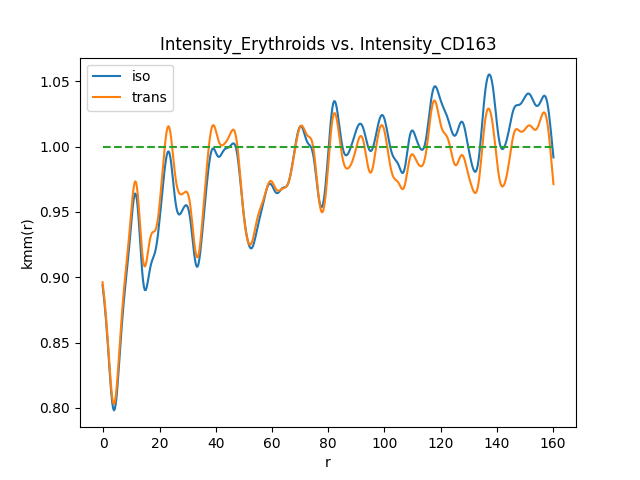 Intensity_Erythroids vs. Intensity_CD163
iso
trans
kmm(r)
1.05
1.00
0.95
0.90
0.85
0.80
0 20 40 60 80 100 120 140 160
r